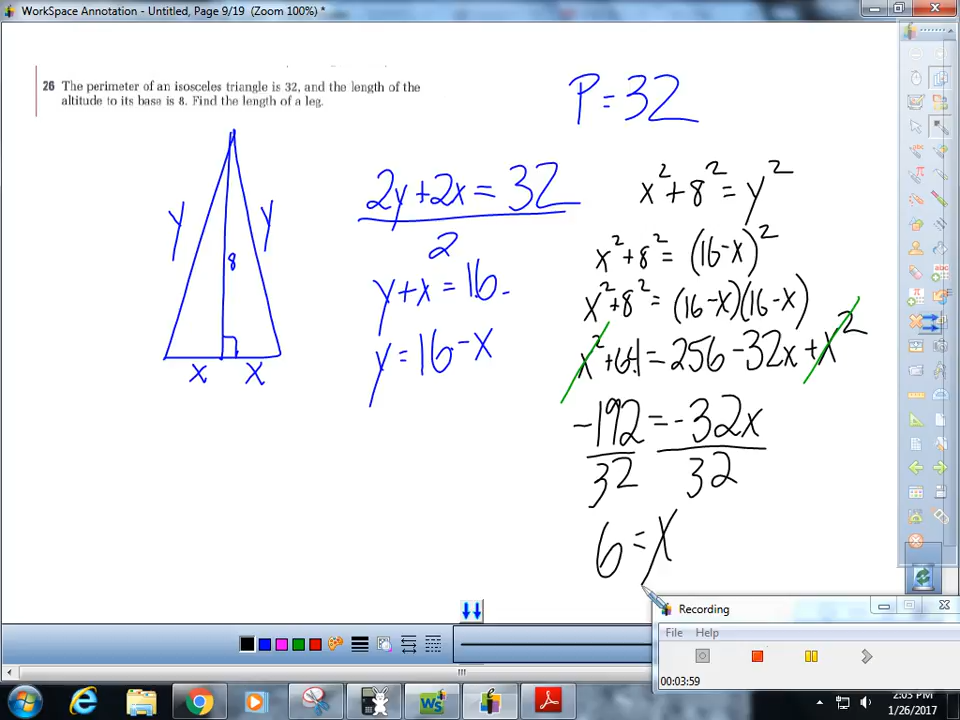 WorkSpace Annotation - Untitled, Page 9/19 (Zoom 100%) *
26 The perimeter of an isosceles triangle is 32, and the length of the
altitude to its base is 8. Find the length of a leg.
P = 32
y
y
8
x
x
2y + 2x = 32
2
y + x = 16
y = 16 - x
x² + 8² = y²
x² + 8² = (16 - x)²
x² + 8² = (16 - x)(16 - x)
x² + 64 = 256 - 32x + x²
-192 = -32x
32 32
6 = x
Recording
File Help
00:03:59
abc
W
2:05 PM
1/26/2017